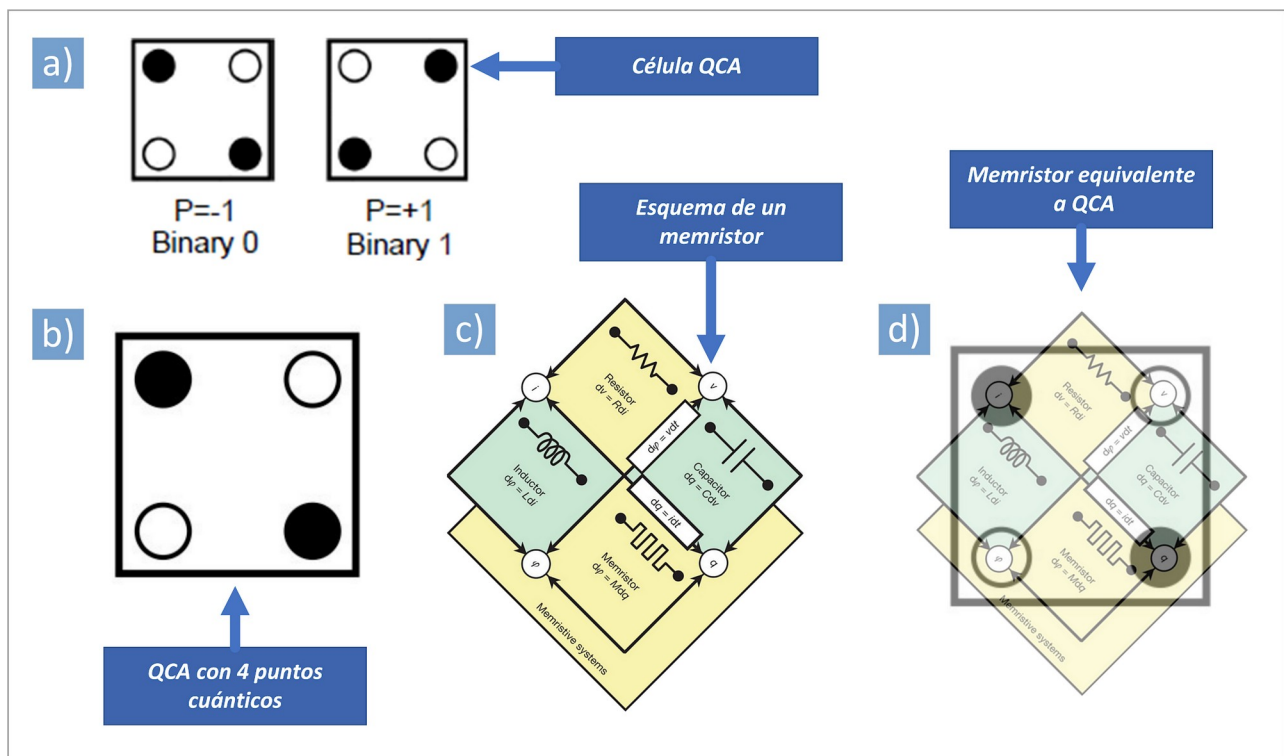 a)
Célula QCA
P=-1
Binary 0
P=+1
Binary 1
Esquema de un
memristor
Memristor equivalente
a QCA
b)
QCA con 4 puntos
cuánticos
c)
i
v
Resistor
dv = Rdi
Inductor
dφ = Ldi
Capacitor
dq = Cdv
dφ = vdt
dq = idt
Memristor
dφ = Mdq
φ
q
Memristive systems
d)
i
v
Resistor
dv = Rdi
Inductor
dφ = Ldi
Capacitor
dq = Cdv
dφ = vdt
dq = idt
Memristor
dφ = Mdq
φ
q
Memristive systems